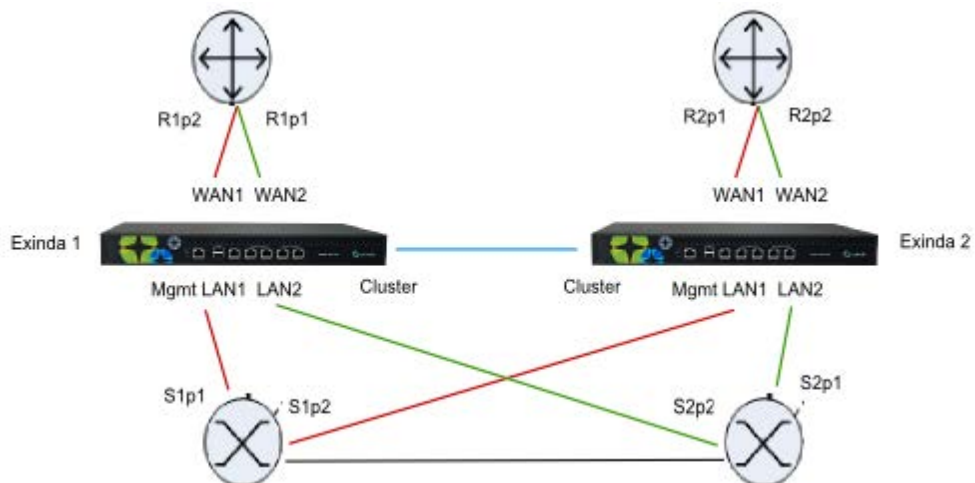 R1p2 R1p1
R2p1 R2p2
WAN1 WAN2
WAN1 WAN2
Exinda 1
Exinda 2
Cluster
Cluster
Mgmt LAN1 LAN2
Mgmt LAN1 LAN2
S1p1
S1p2
S2p2
S2p1